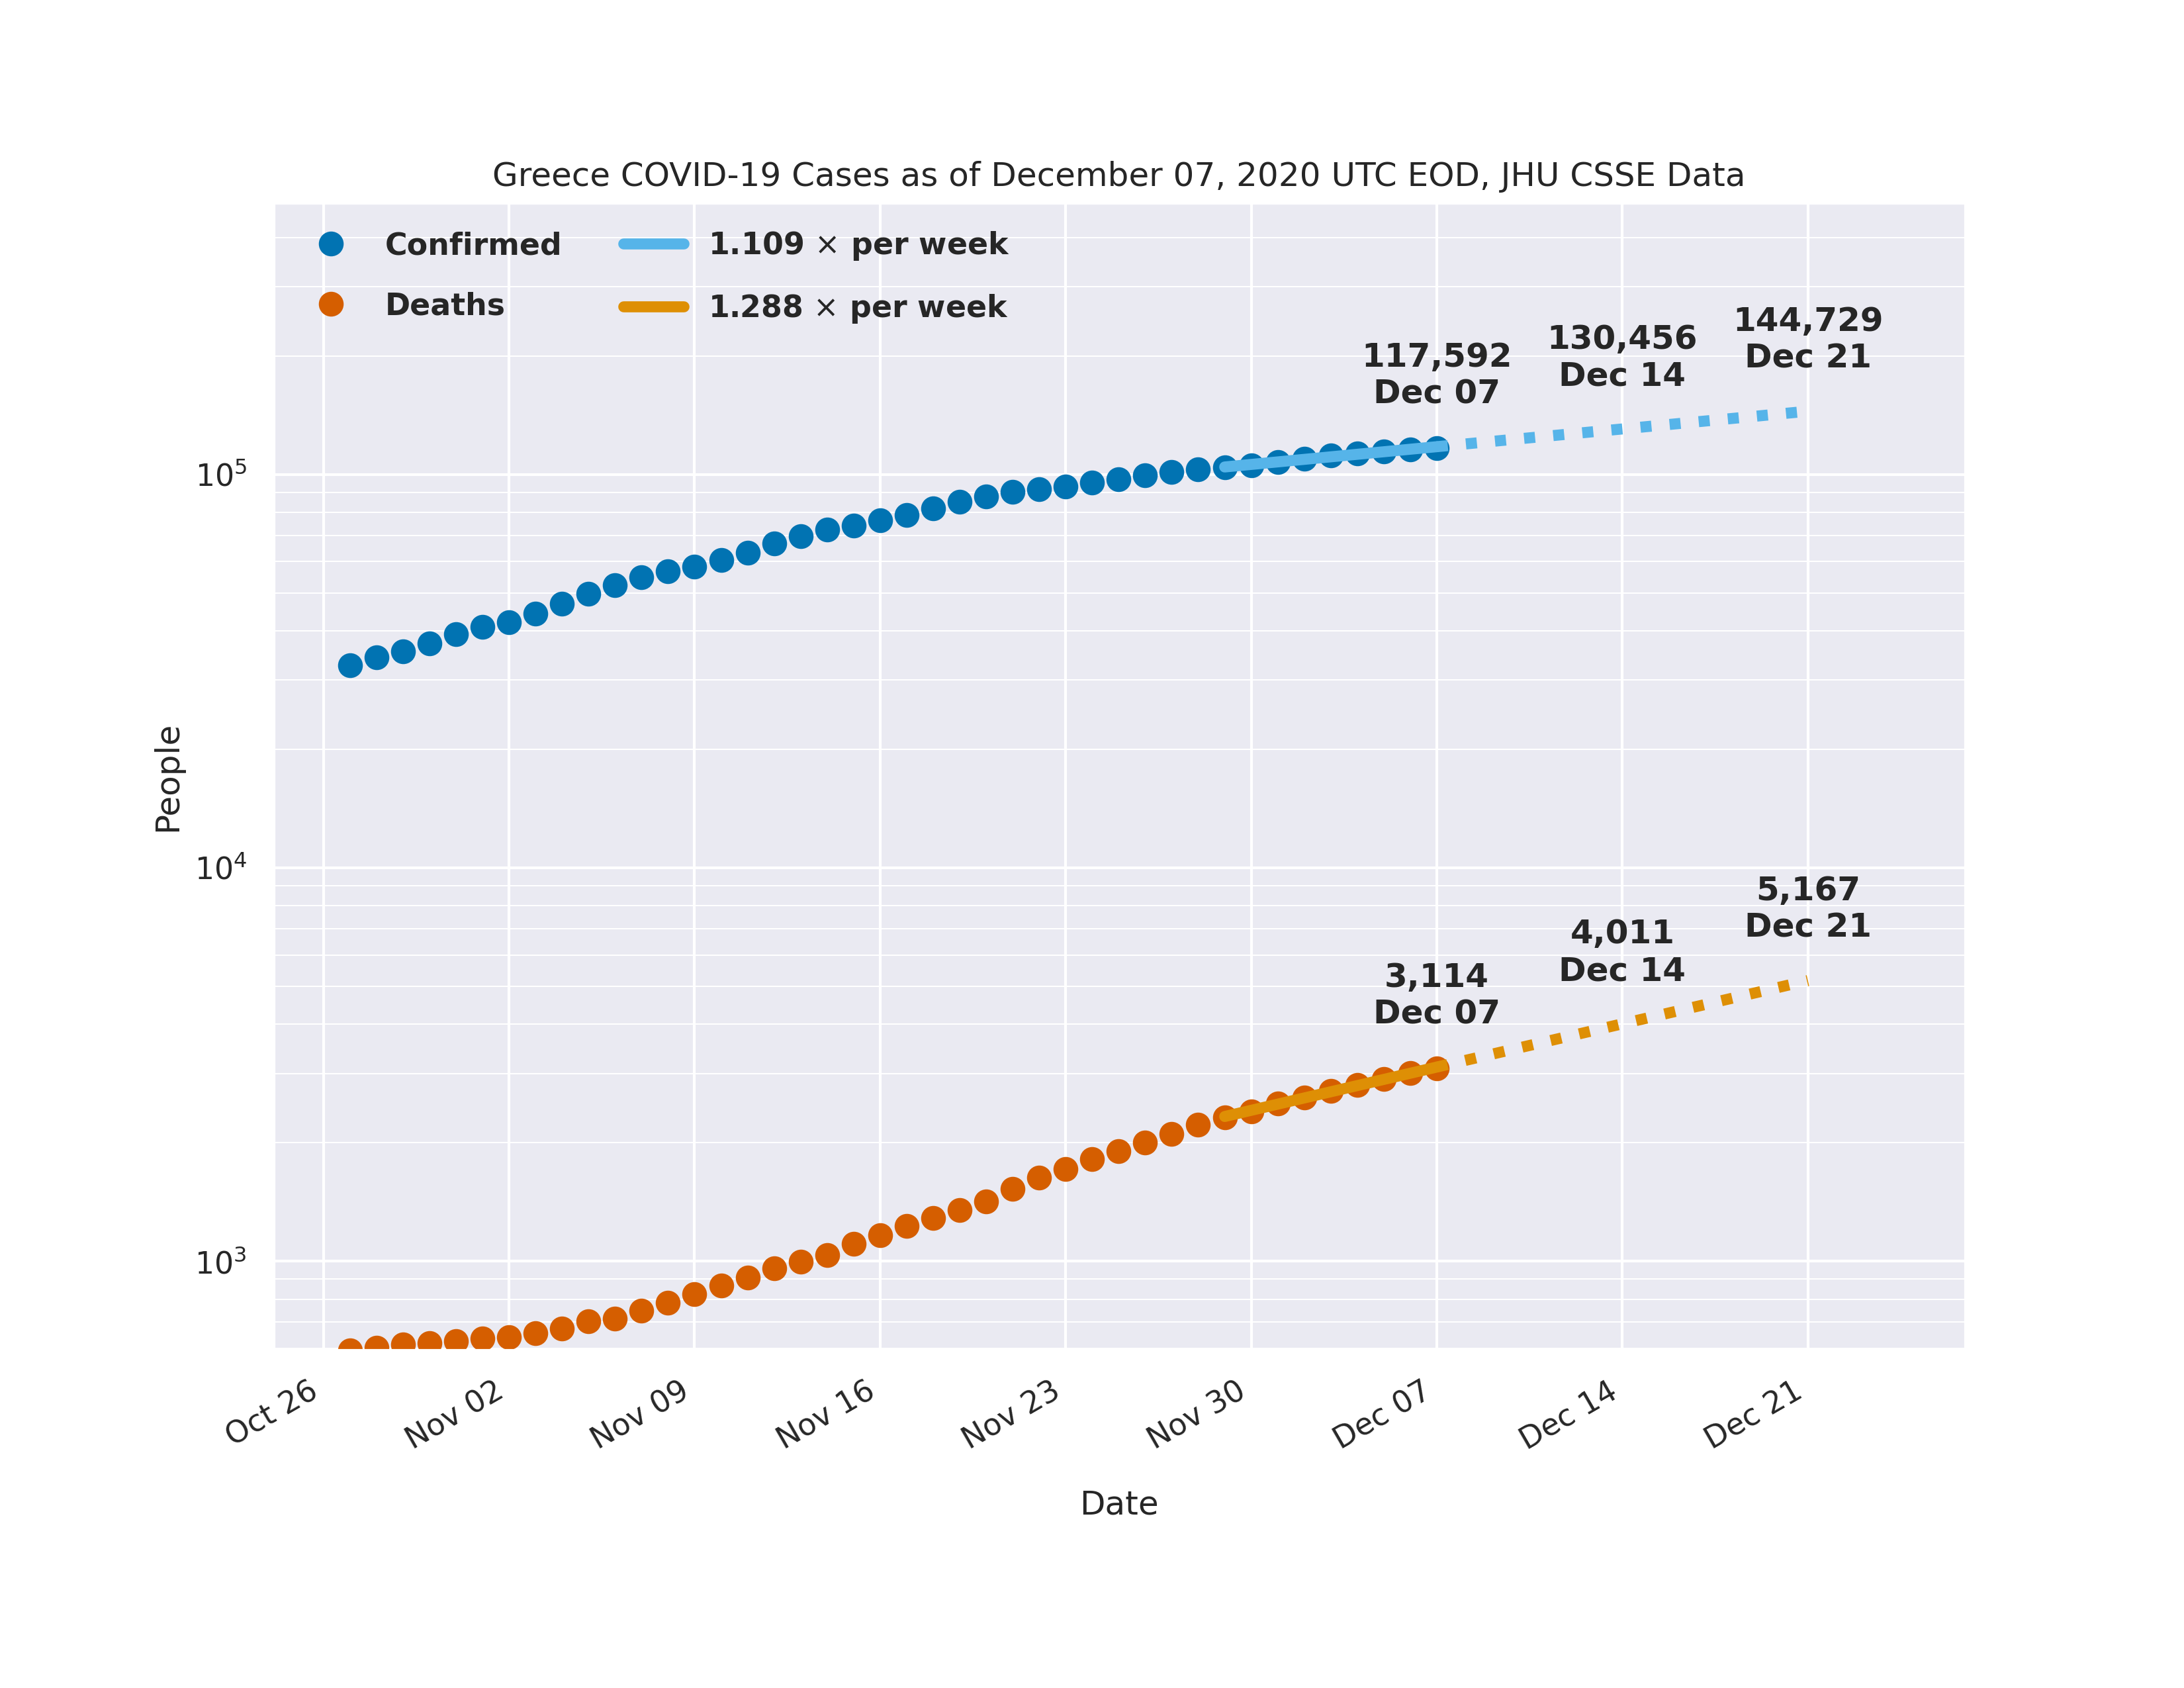 Greece COVID-19 Cases as of December 07, 2020 UTC EOD, JHU CSSE Data
Confirmed
Deaths
1.109 × per week
1.288 × per week
117,592
Dec 07
130,456
Dec 14
144,729
Dec 21
3,114
Dec 07
4,011
Dec 14
5,167
Dec 21
People
10⁵
10⁴
10³
Oct 26
Nov 02
Nov 09
Nov 16
Nov 23
Nov 30
Dec 07
Dec 14
Dec 21
Date